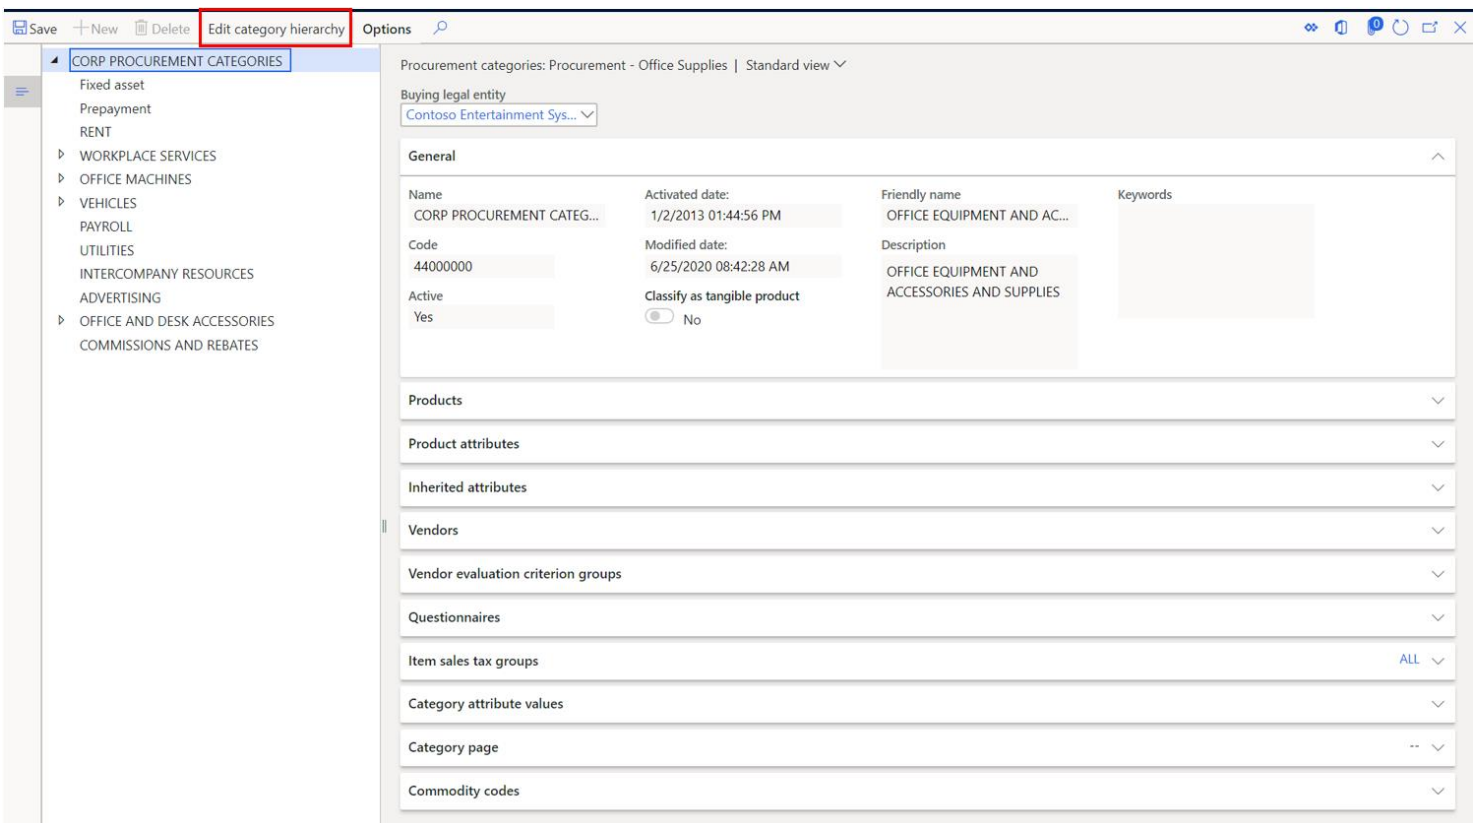 Save New Delete Edit category hierarchy Options 0
CORP PROCUREMENT CATEGORIES
Fixed asset
Prepayment
RENT
WORKPLACE SERVICES
OFFICE MACHINES
VEHICLES
PAYROLL
UTILITIES
INTERCOMPANY RESOURCES
ADVERTISING
OFFICE AND DESK ACCESSORIES
COMMISSIONS AND REBATES
Procurement categories: Procurement - Office Supplies | Standard view
Buying legal entity
Contoso Entertainment Sys...
General
Name
CORP PROCUREMENT CATEG...
Code
44000000
Active
Yes
Activated date:
1/2/2013 01:44:56 PM
Modified date:
6/25/2020 08:42:28 AM
Classify as tangible product
No
Friendly name
OFFICE EQUIPMENT AND AC...
Description
OFFICE EQUIPMENT AND
ACCESSORIES AND SUPPLIES
Keywords
Products
Product attributes
Inherited attributes
Vendors
Vendor evaluation criterion groups
Questionnaires
Item sales tax groups ALL
Category attribute values
Category page --
Commodity codes